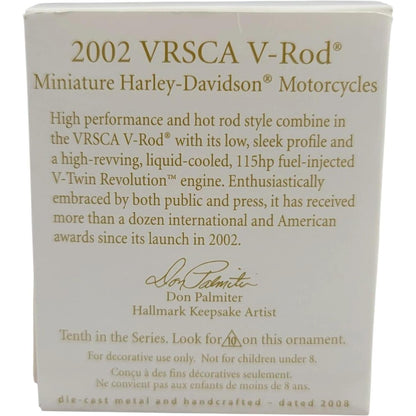 2002 VRSCA V-Rod®
Miniature Harley-Davidson® Motorcycles
High performance and hot rod style combine in
the VRSCA V-Rod® with its low, sleek profile and
a high-revving, liquid-cooled, 115hp fuel-injected
V-Twin Revolution™ engine. Enthusiastically
embraced by both public and press, it has received
more than a dozen international and American
awards since its launch in 2002.
Don Palmiter
Don Palmiter
Hallmark Keepsake Artist
Tenth in the Series. Look for 10 on this ornament.
For decorative use only. Not for children under 8.
Conçu à des fins décoratives seulement.
Ne convient pas aux enfants de moins de 8 ans.
die-cast metal and handcrafted - dated 2008